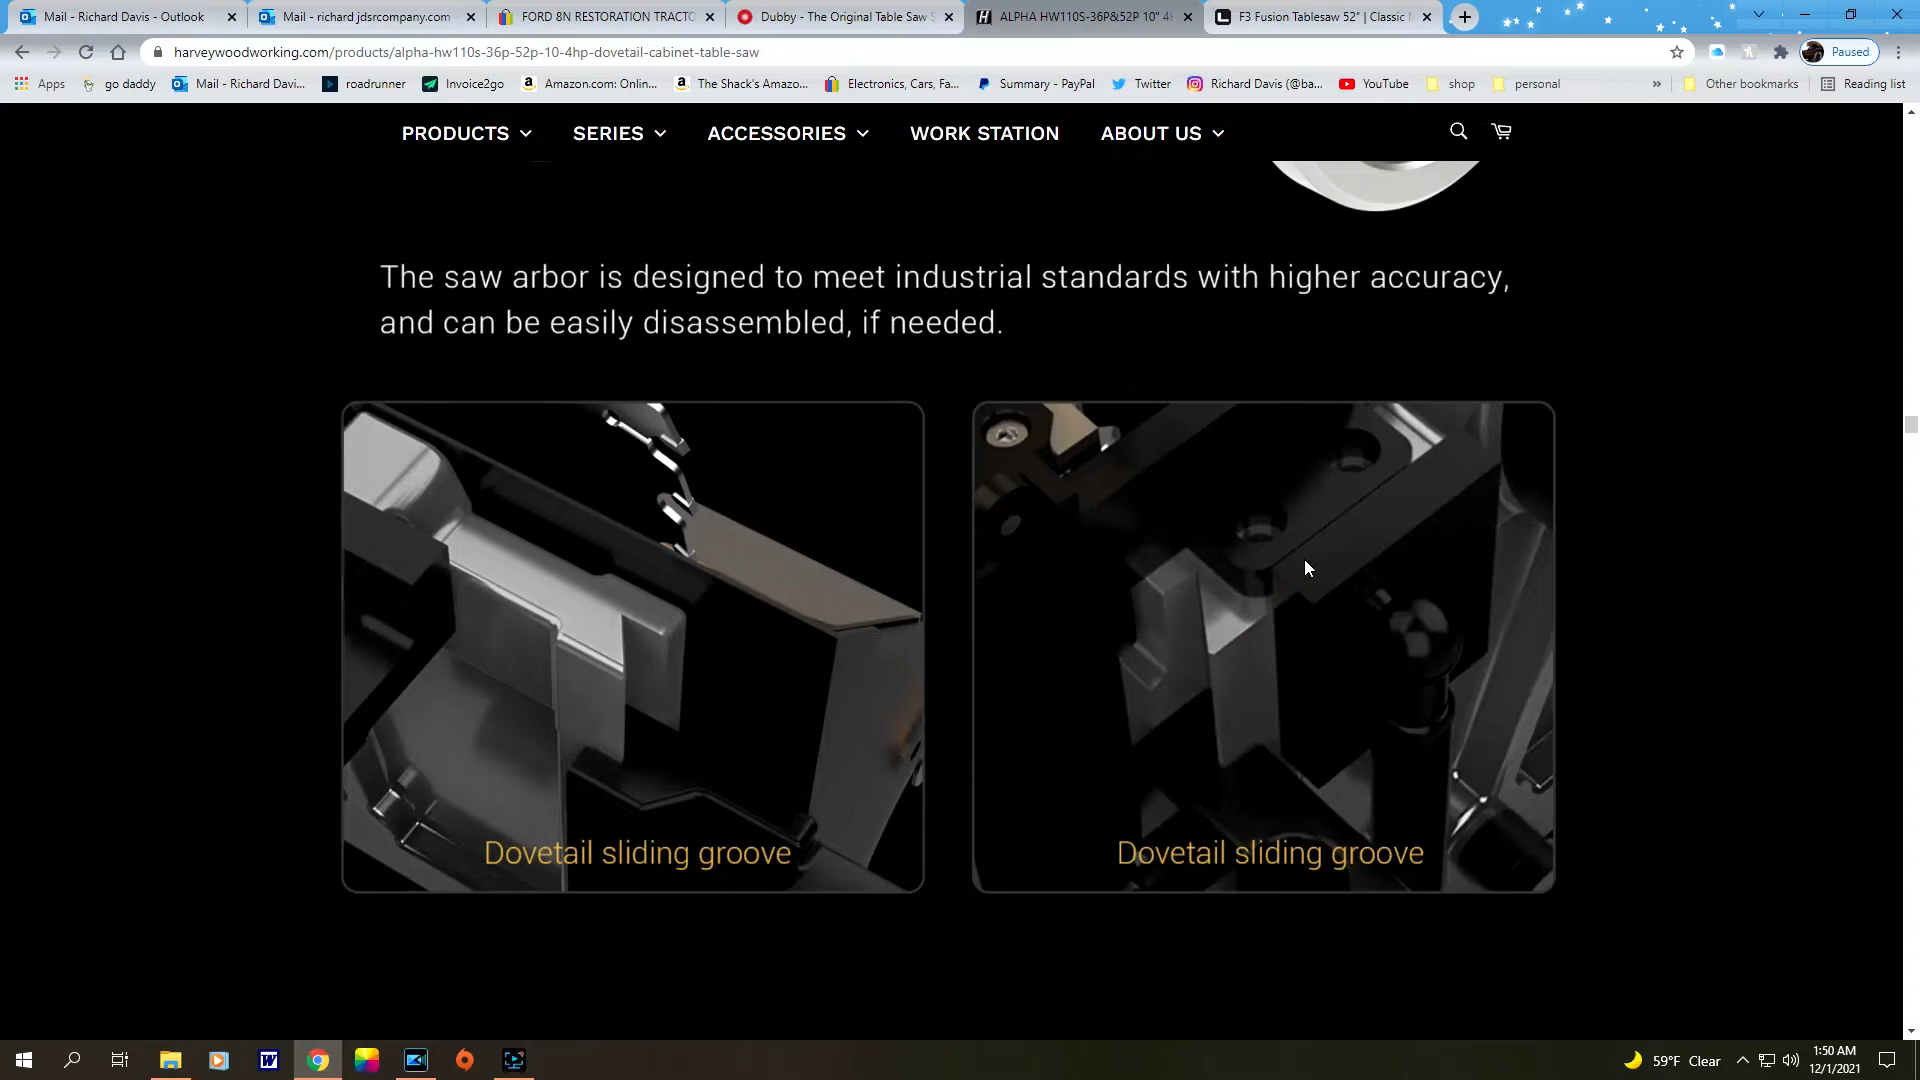 Mail - Richard Davis - Outlook
Mail - richard jdsrcompany.com -
FORD 8N RESTORATION TRACTO
Dubby - The Original Table Saw S
ALPHA HW110S-36P&52P 10" 4H
F3 Fusion Tablesaw 52" | Classic M
harveywoodworking.com/products/alpha-hw110s-36p-52p-10-4hp-dovetail-cabinet-table-saw
Paused
Apps
go daddy
Mail - Richard Davi...
roadrunner
Invoice2go
Amazon.com: Onlin...
The Shack's Amazo...
Electronics, Cars, Fa...
Summary - PayPal
Twitter
Richard Davis (@ba...
YouTube
shop
personal
»
Other bookmarks
Reading list
PRODUCTS
SERIES
ACCESSORIES
WORK STATION
ABOUT US
The saw arbor is designed to meet industrial standards with higher accuracy,
and can be easily disassembled, if needed.
Dovetail sliding groove
Dovetail sliding groove
59°F Clear
1:50 AM
12/1/2021